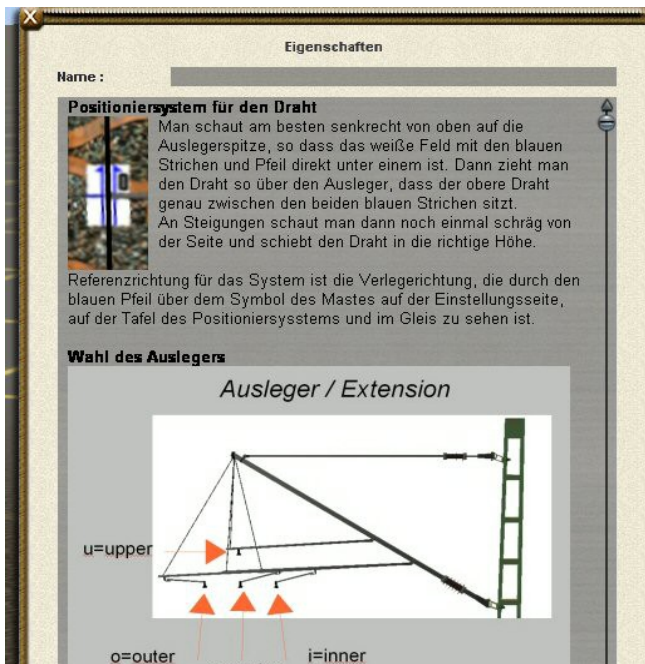 X
Eigenschaften
Name :
Positioniersystem für den Draht
Man schaut am besten senkrecht von oben auf die
Auslegerspitze, so dass das weiße Feld mit den blauen
Strichen und Pfeil direkt unter einem ist. Dann zieht man
den Draht so über den Ausleger, dass der obere Draht
genau zwischen den beiden blauen Strichen sitzt.
An Steigungen schaut man dann noch einmal schräg von
der Seite und schiebt den Draht in die richtige Höhe.
Referenzrichtung für das System ist die Verlegerichtung, die durch den
blauen Pfeil über dem Symbol des Mastes auf der Einstellungsseite,
auf der Tafel des Positioniersysstems und im Gleis zu sehen ist.
Wahl des Auslegers
Ausleger / Extension
u=upper
o=outer
i=inner